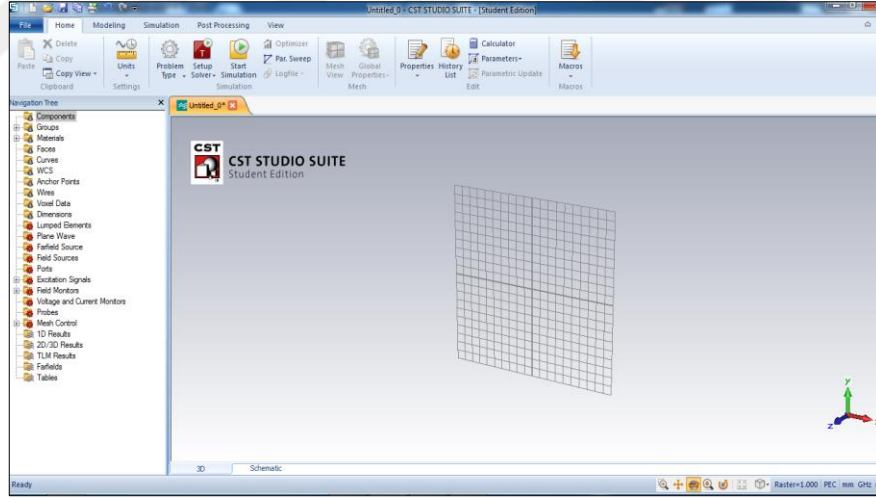 Untitled_0 - CST STUDIO SUITE - [Student Edition]
File Home Modeling Simulation Post Processing View
Paste
Delete
Copy
Copy View
Clipboard
Units
Settings
Problem Type
Setup Solver
Start Simulation
Optimizer
Par. Sweep
Logfile
Simulation
Mesh View
Global Properties
Mesh
Properties
History List
Calculator
Parameters
Parametric Update
Edit
Macros
Macros
Navigation Tree
Untitled_0*
Components
Groups
Materials
Faces
Curves
WCS
Anchor Points
Wires
Voxel Data
Dimensions
Lumped Elements
Plane Wave
Farfield Source
Field Sources
Ports
Excitation Signals
Field Monitors
Voltage and Current Monitors
Probes
Mesh Control
1D Results
2D/3D Results
TLM Results
Farfields
Tables
CST
CST STUDIO SUITE
Student Edition
y
z
3D Schematic
Ready
Raster=1.000 PEC mm GHz